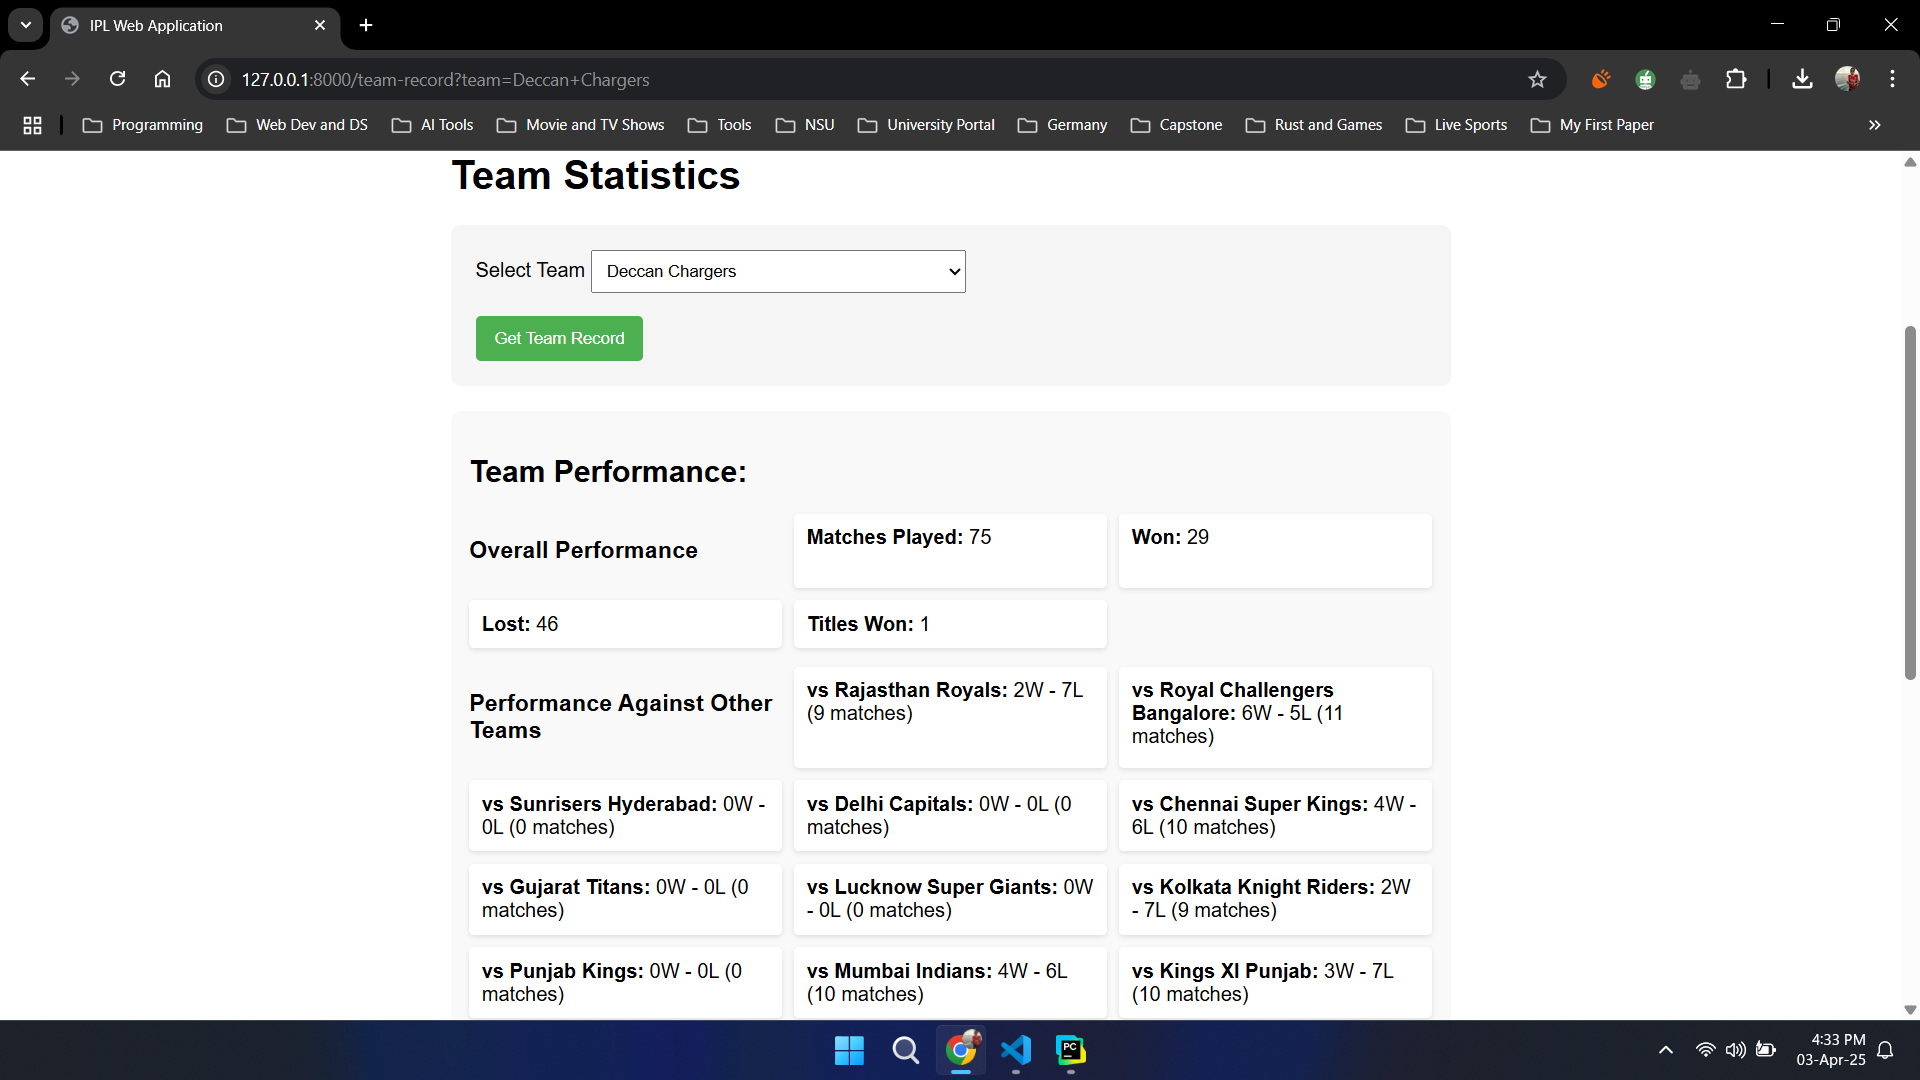 IPL Web Application
127.0.0.1:8000/team-record?team=Deccan+Chargers
Programming
Web Dev and DS
AI Tools
Movie and TV Shows
Tools
NSU
University Portal
Germany
Capstone
Rust and Games
Live Sports
My First Paper
Team Statistics
Select Team
Deccan Chargers
Get Team Record
Team Performance:
Overall Performance
Matches Played: 75
Won: 29
Lost: 46
Titles Won: 1
Performance Against Other
Teams
vs Rajasthan Royals: 2W - 7L
(9 matches)
vs Royal Challengers
Bangalore: 6W - 5L (11
matches)
vs Sunrisers Hyderabad: 0W -
0L (0 matches)
vs Delhi Capitals: 0W - 0L (0
matches)
vs Chennai Super Kings: 4W -
6L (10 matches)
vs Gujarat Titans: 0W - 0L (0
matches)
vs Lucknow Super Giants: 0W
- 0L (0 matches)
vs Kolkata Knight Riders: 2W
- 7L (9 matches)
vs Punjab Kings: 0W - 0L (0
matches)
vs Mumbai Indians: 4W - 6L
(10 matches)
vs Kings XI Punjab: 3W - 7L
(10 matches)
PC
4:33 PM
03-Apr-25